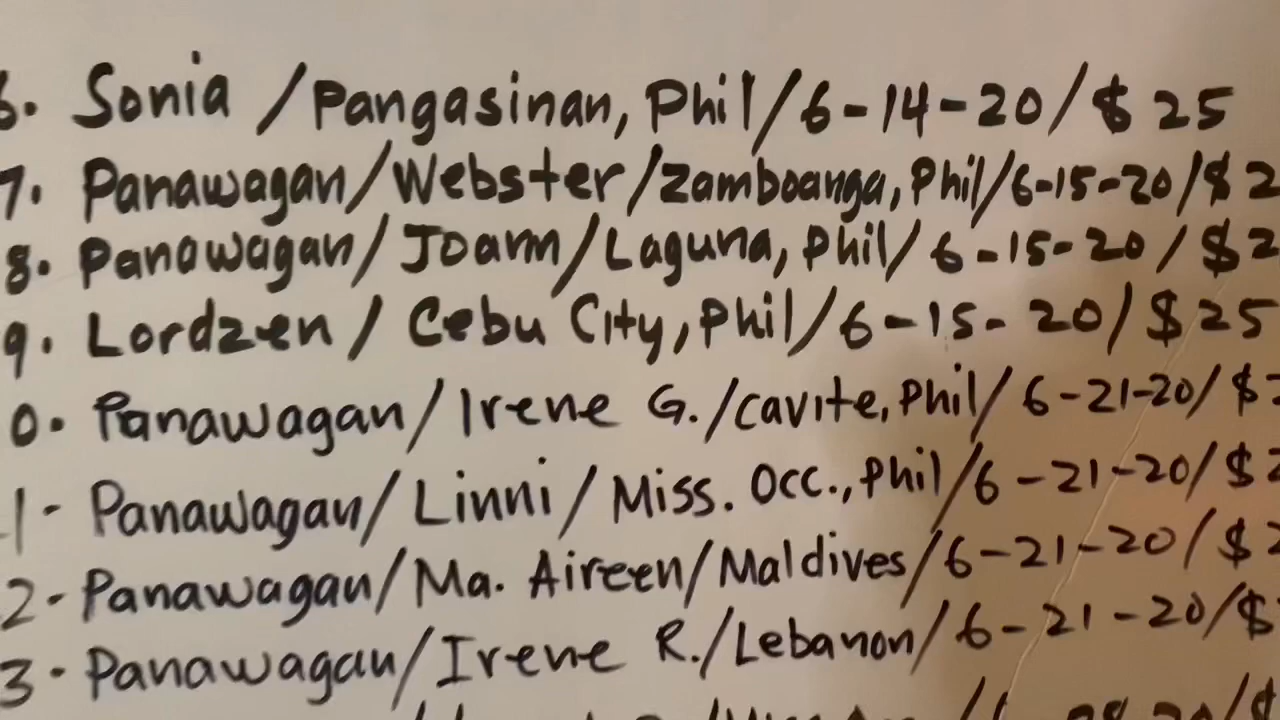 6. Sonia / Pangasinan, Phil / 6-14-20 / $ 25
7. Panawagan / Webster / Zamboanga, Phil / 6-15-20 / $ 2
8. Panawagan / Joann / Laguna, Phil / 6-15-20 / $ 2
9. Lordzen / Cebu City, Phil / 6-15-20 / $ 25
0. Panawagan / Irene G. / Cavite, Phil / 6-21-20 / $
1- Panawagan / Linni / Miss. Occ., Phil / 6-21-20 / $ 2
2- Panawagan / Ma. Aireen / Maldives / 6-21-20 / $ 2
3- Panawagan / Irene R. / Lebanon / 6-21-20 / $